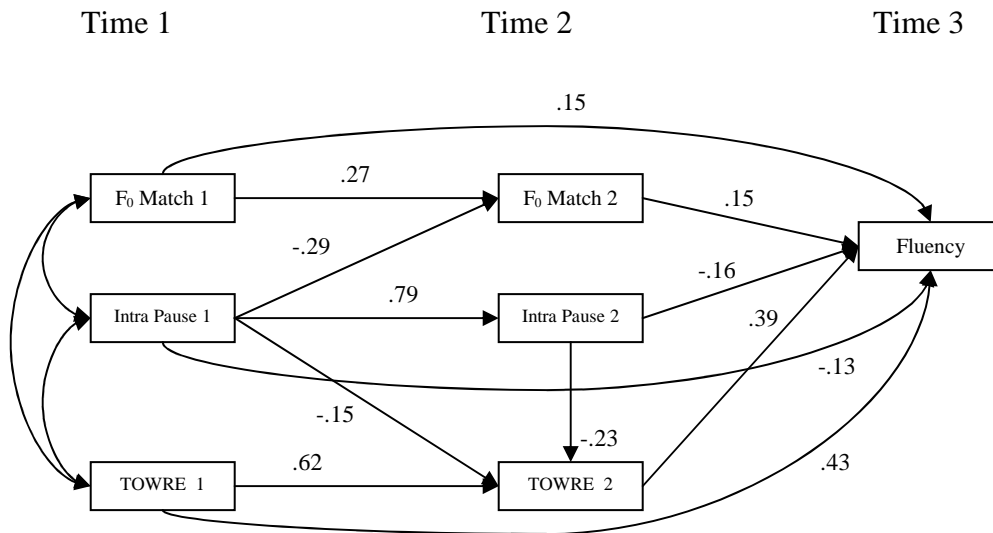 Time 1 Time 2 Time 3
.15
F₀ Match 1 .27 F₀ Match 2 .15
Fluency
-.29 -.16
Intra Pause 1 .79 Intra Pause 2
.39
-.13
-.15
-.23
TOWRE 1 .62 TOWRE 2 .43